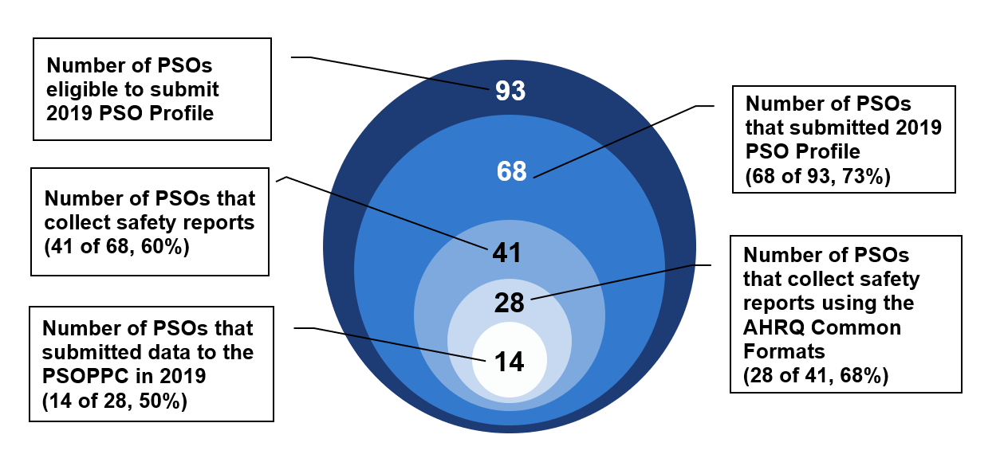 Number of PSOs
eligible to submit
2019 PSO Profile
Number of PSOs that
collect safety reports
(41 of 68, 60%)
Number of PSOs that
submitted data to the
PSOPPC in 2019
(14 of 28, 50%)
93
68
41
28
14
Number of PSOs
that submitted 2019
PSO Profile
(68 of 93, 73%)
Number of PSOs
that collect safety
reports using the
AHRQ Common
Formats
(28 of 41, 68%)